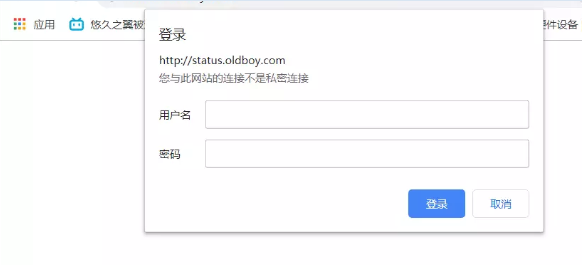 应用
悠久之翼被
硬件设备
登录
http://status.oldboy.com
您与此网站的连接不是私密连接
用户名
密码
登录
取消